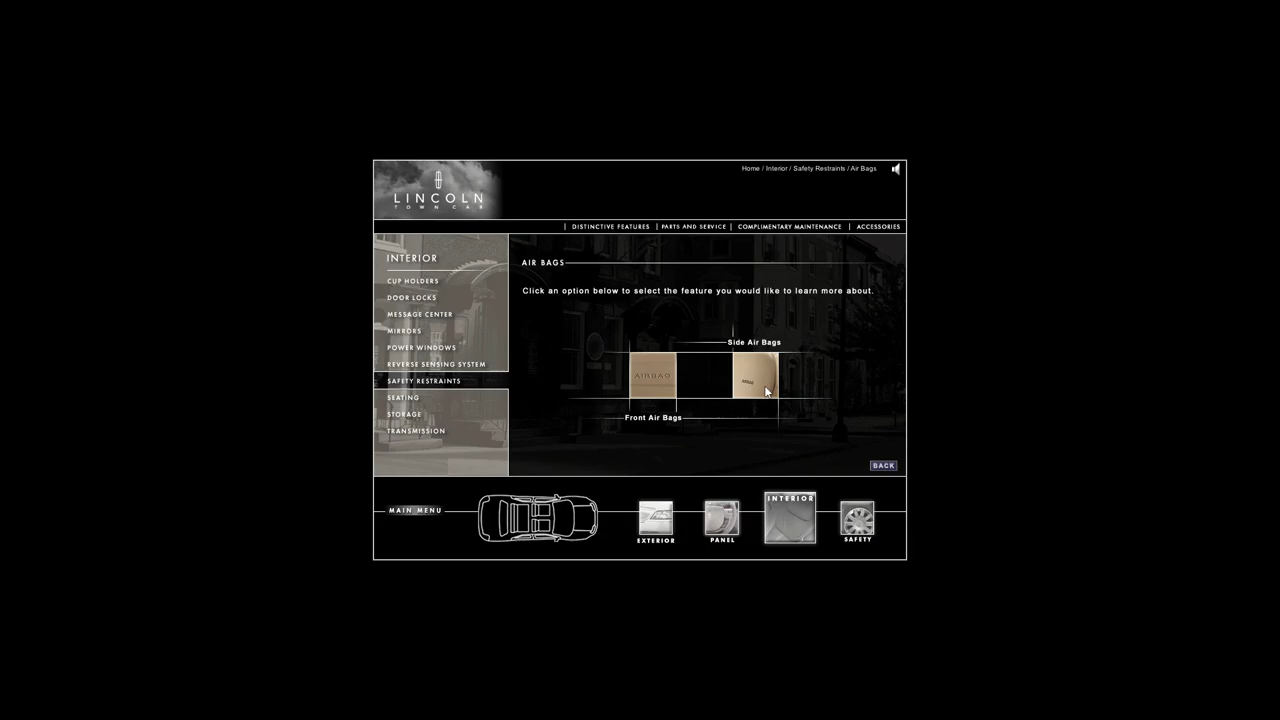 Home / Interior / Safety Restraints / Air Bags
LINCOLN
TOWN CAR
DISTINCTIVE FEATURES | PARTS AND SERVICE | COMPLIMENTARY MAINTENANCE | ACCESSORIES
INTERIOR
CUP HOLDERS
DOOR LOCKS
MESSAGE CENTER
MIRRORS
POWER WINDOWS
REVERSE SENSING SYSTEM
SAFETY RESTRAINTS
SEATING
STORAGE
TRANSMISSION
AIR BAGS
Click an option below to select the feature you would like to learn more about.
Side Air Bags
AIRBAG
AIRBAG
Front Air Bags
BACK
MAIN MENU
EXTERIOR
PANEL
INTERIOR
SAFETY